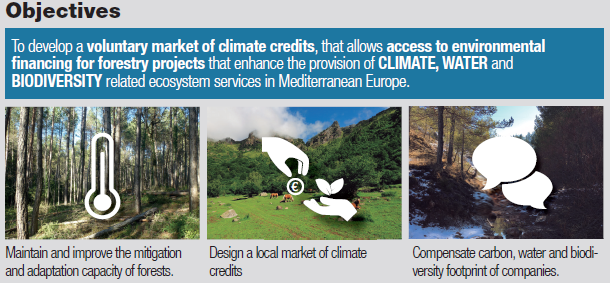 Objectives
To develop a voluntary market of climate credits, that allows access to environmental
financing for forestry projects that enhance the provision of CLIMATE, WATER and
BIODIVERSITY related ecosystem services in Mediterranean Europe.
€
Maintain and improve the mitigation
and adaptation capacity of forests.
Design a local market of climate
credits
Compensate carbon, water and biodi-
versity footprint of companies.